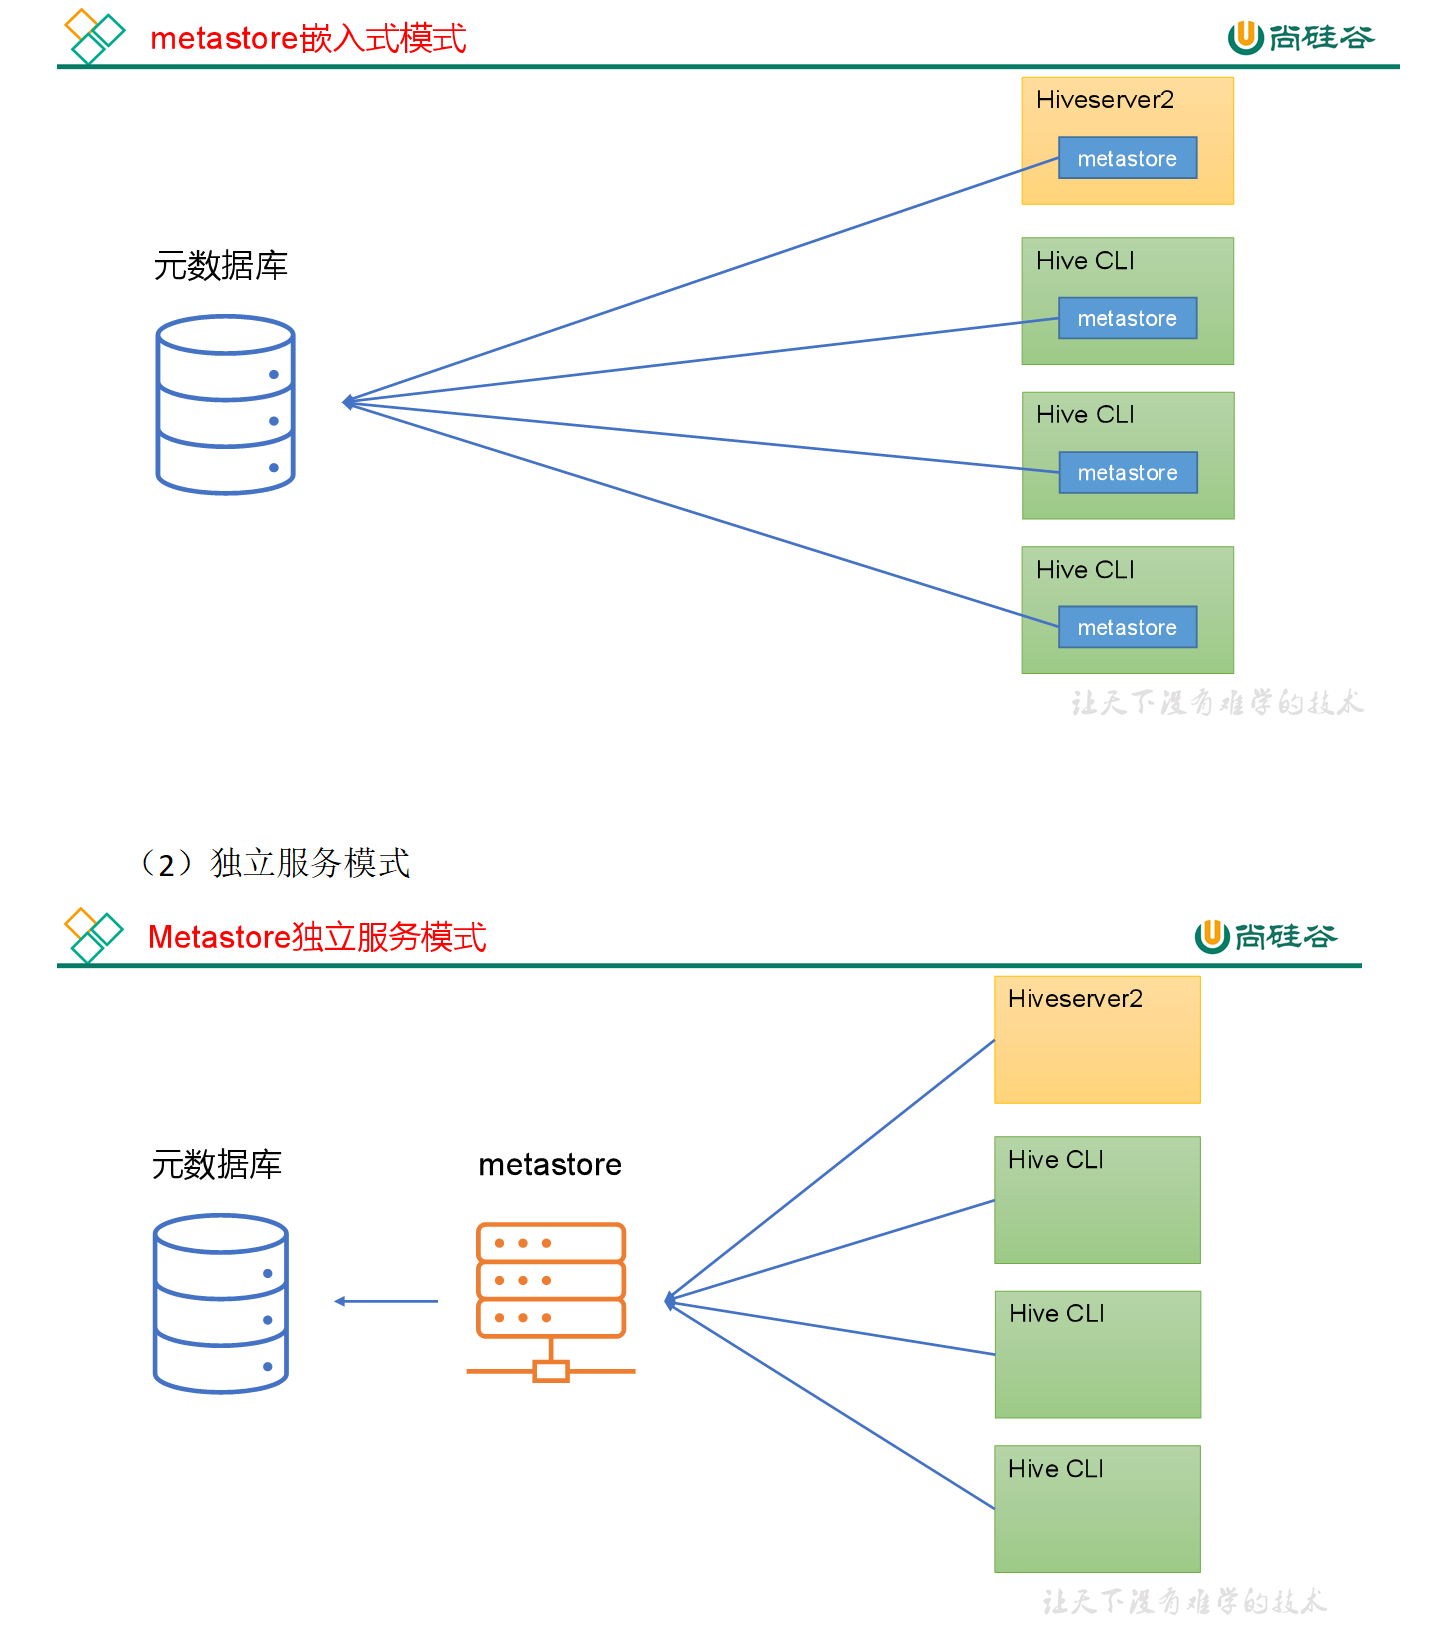 metastore嵌入式模式
尚硅谷
Hiveserver2
metastore
元数据库
Hive CLI
metastore
Hive CLI
metastore
Hive CLI
metastore
让天下没有难学的技术
（2）独立服务模式
Metastore独立服务模式
尚硅谷
Hiveserver2
元数据库
metastore
Hive CLI
Hive CLI
Hive CLI
让天下没有难学的技术